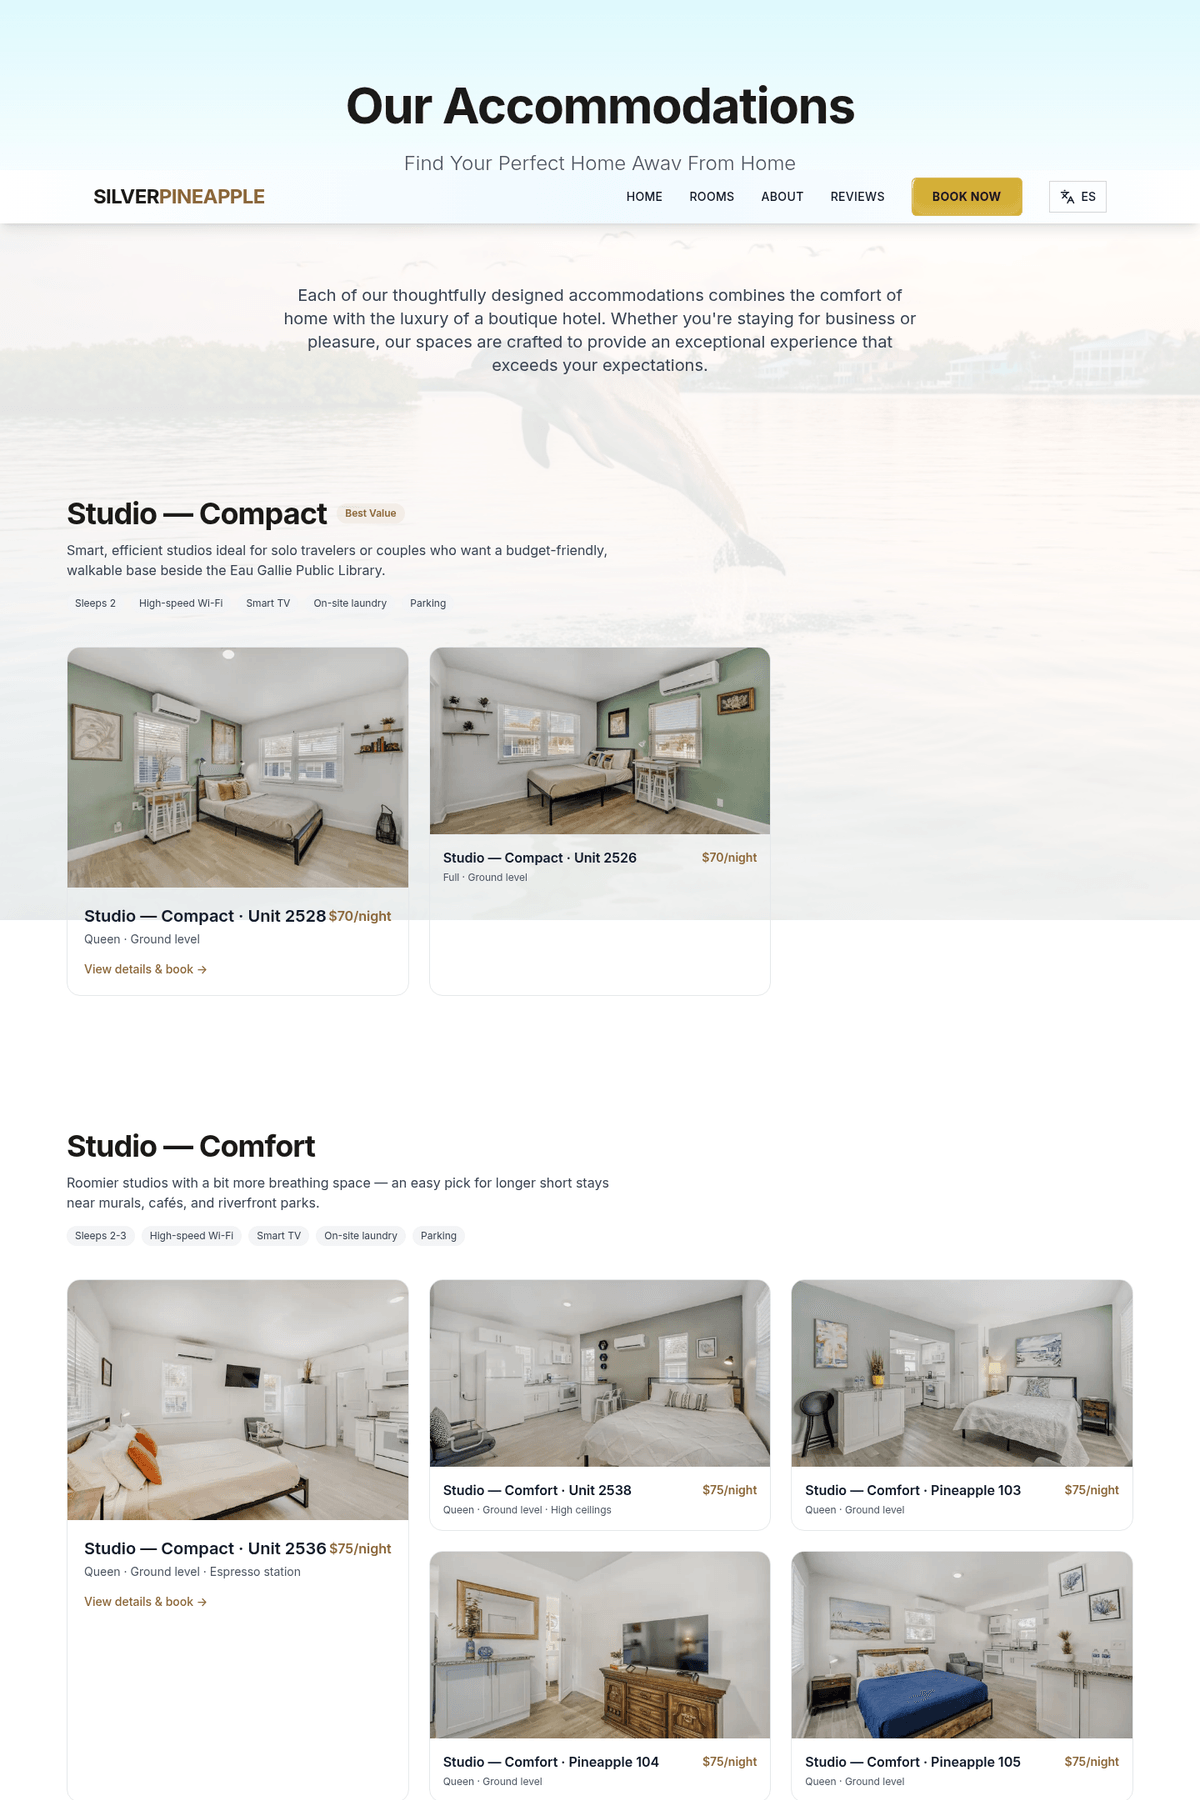 Our Accommodations
Find Your Perfect Home Away From Home
SILVERPINEAPPLE
HOME
ROOMS
ABOUT
REVIEWS
BOOK NOW
ES
Each of our thoughtfully designed accommodations combines the comfort of
home with the luxury of a boutique hotel. Whether you're staying for business or
pleasure, our spaces are crafted to provide an exceptional experience that
exceeds your expectations.
Studio — Compact
Best Value
Smart, efficient studios ideal for solo travelers or couples who want a budget-friendly,
walkable base beside the Eau Gallie Public Library.
Sleeps 2
High-speed Wi-Fi
Smart TV
On-site laundry
Parking
Studio — Compact · Unit 2528
$70/night
Queen · Ground level
View details & book →
Studio — Compact · Unit 2526
$70/night
Full · Ground level
Studio — Comfort
Roomier studios with a bit more breathing space — an easy pick for longer short stays
near murals, cafés, and riverfront parks.
Sleeps 2-3
High-speed Wi-Fi
Smart TV
On-site laundry
Parking
Studio — Compact · Unit 2536
$75/night
Queen · Ground level · Espresso station
View details & book →
Studio — Comfort · Unit 2538
$75/night
Queen · Ground level · High ceilings
Studio — Comfort · Pineapple 103
$75/night
Queen · Ground level
Studio — Comfort · Pineapple 104
$75/night
Queen · Ground level
Studio — Comfort · Pineapple 105
$75/night
Queen · Ground level